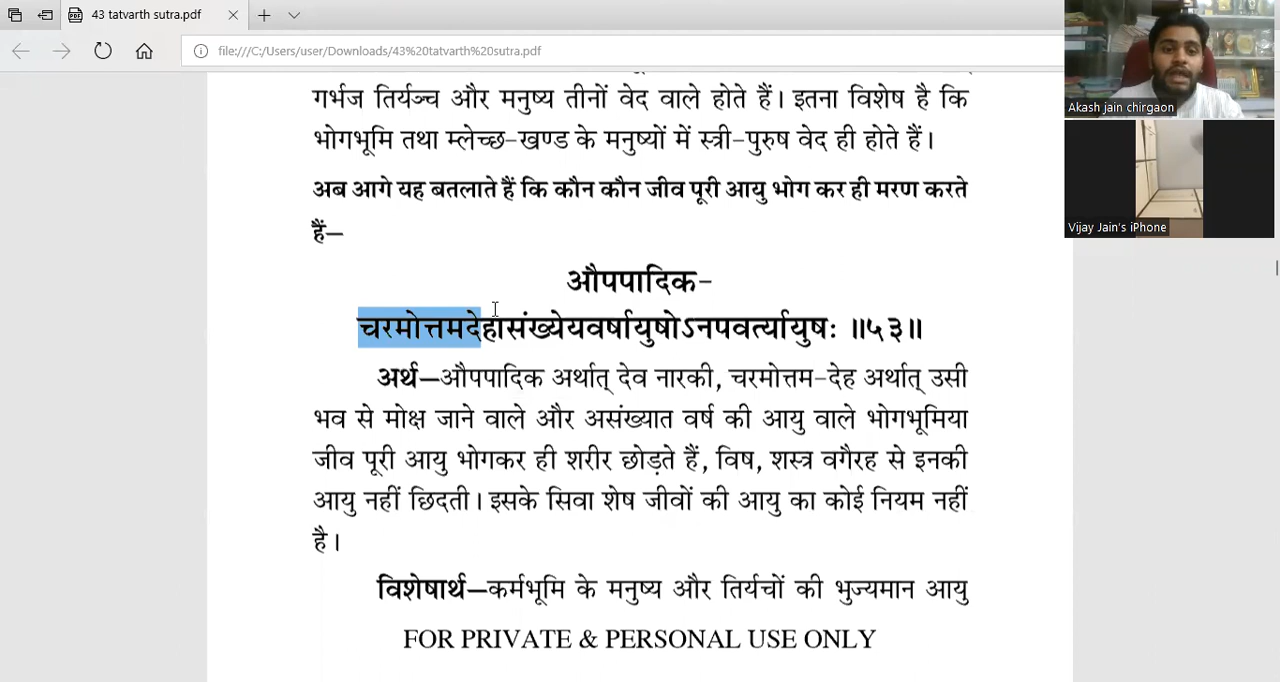 43 tatvarth sutra.pdf
file:///C:/Users/user/Downloads/43%20tatvarth%20sutra.pdf
गर्भज तिर्यञ्च और मनुष्य तीनों वेद वाले होते हैं। इतना विशेष है कि
भोगभूमि तथा म्लेच्छ-खण्ड के मनुष्यों में स्त्री-पुरुष वेद ही होते हैं।
अब आगे यह बतलाते हैं कि कौन कौन जीव पूरी आयु भोग कर ही मरण करते
हैं—
औपपादिक-
चरमोत्तमदेहासंख्येयवर्षायुषोऽनपवर्त्यायुषः ॥५३॥
अर्थ—औपपादिक अर्थात् देव नारकी, चरमोत्तम-देह अर्थात् उसी
भव से मोक्ष जाने वाले और असंख्यात वर्ष की आयु वाले भोगभूमिया
जीव पूरी आयु भोगकर ही शरीर छोड़ते हैं, विष, शस्त्र वगैरह से इनकी
आयु नहीं छिदती। इसके सिवा शेष जीवों की आयु का कोई नियम नहीं
है।
विशेषार्थ—कर्मभूमि के मनुष्य और तिर्यचों की भुज्यमान आयु
FOR PRIVATE & PERSONAL USE ONLY
Akash jain chirgaon
Vijay Jain's iPhone